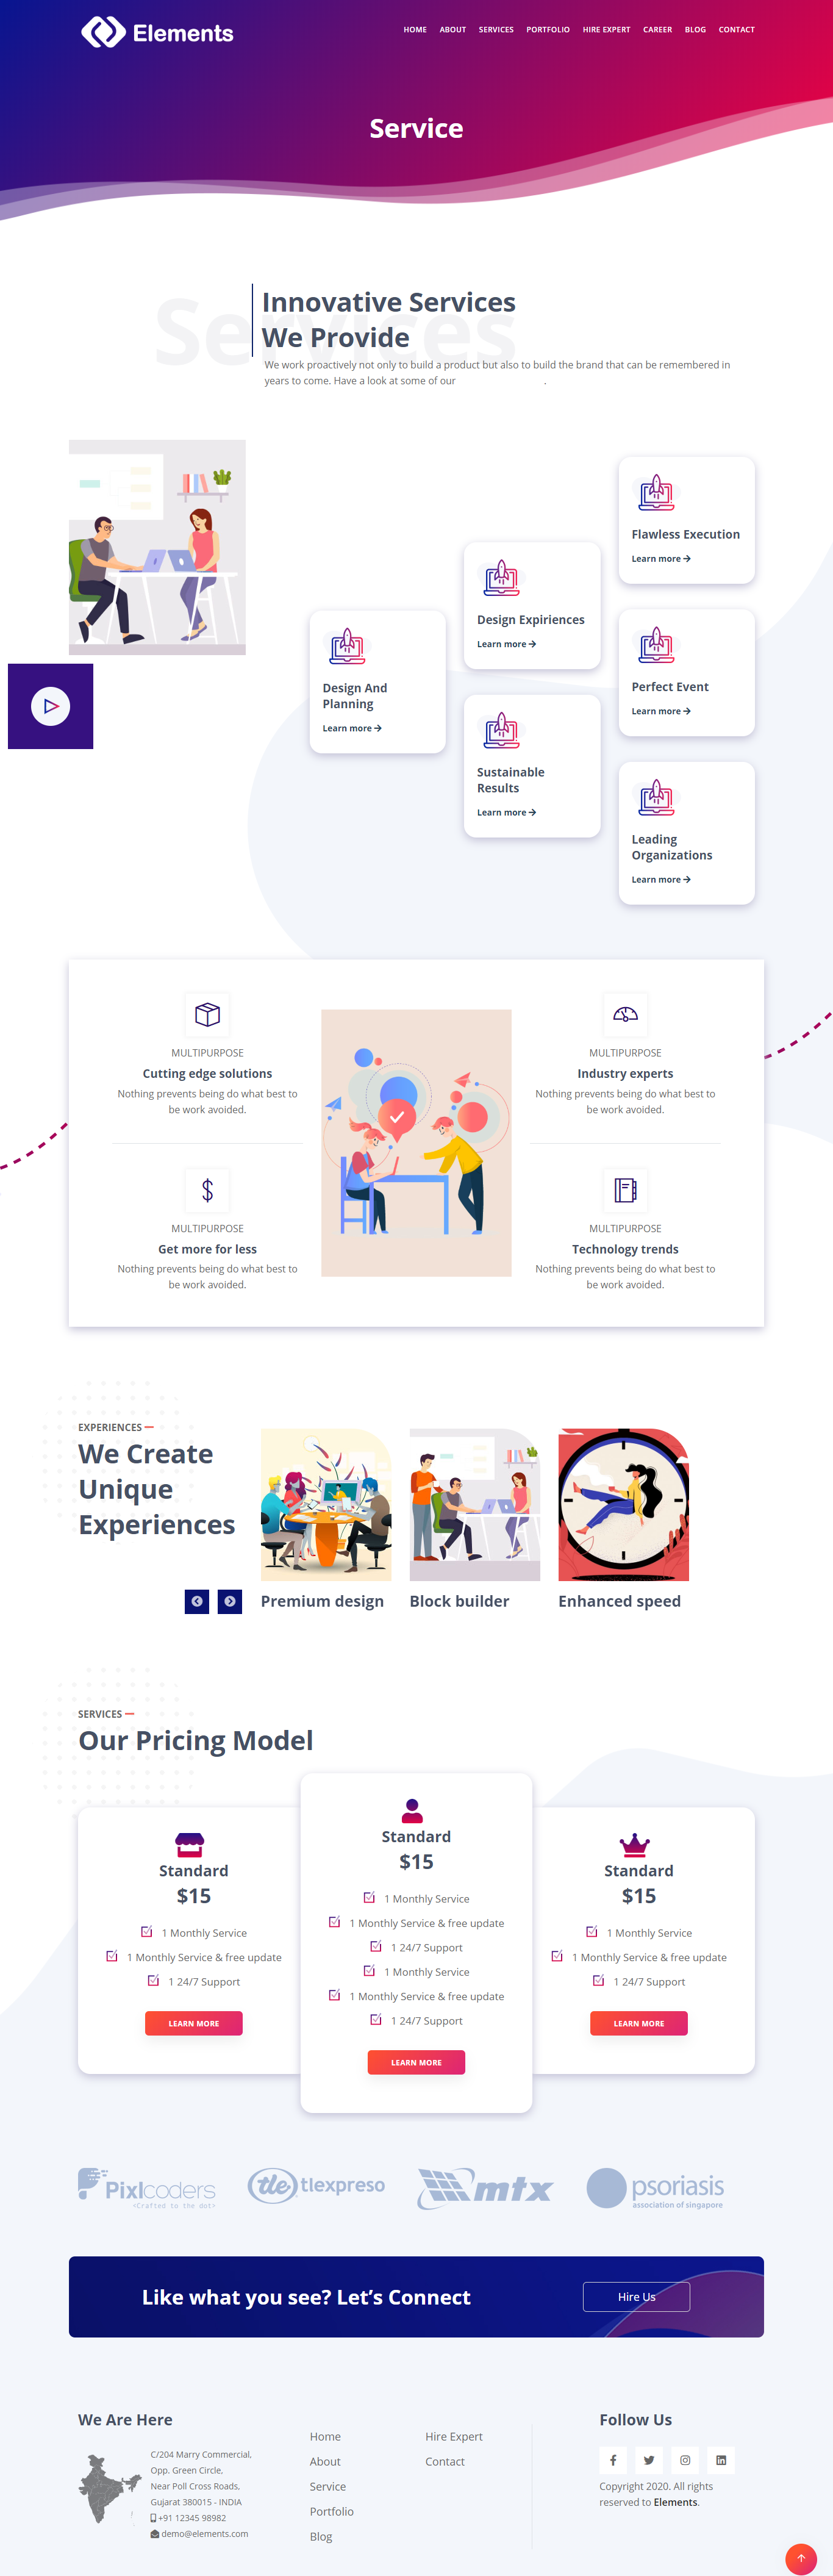 Elements
HOME ABOUT SERVICES PORTFOLIO HIRE EXPERT CAREER BLOG CONTACT
Service
Services
Innovative Services
We Provide
We work proactively not only to build a product but also to build the brand that can be remembered in
years to come. Have a look at some of our .
Flawless Execution
Learn more
Design Expiriences
Learn more
Design And
Planning
Learn more
Perfect Event
Learn more
Sustainable
Results
Learn more
Leading
Organizations
Learn more
MULTIPURPOSE
Cutting edge solutions
Nothing prevents being do what best to
be work avoided.
MULTIPURPOSE
Industry experts
Nothing prevents being do what best to
be work avoided.
MULTIPURPOSE
Get more for less
Nothing prevents being do what best to
be work avoided.
MULTIPURPOSE
Technology trends
Nothing prevents being do what best to
be work avoided.
EXPERIENCES
We Create
Unique
Experiences
Premium design
Block builder
Enhanced speed
SERVICES
Our Pricing Model
Standard
$15
1 Monthly Service
1 Monthly Service & free update
1 24/7 Support
LEARN MORE
Standard
$15
1 Monthly Service
1 Monthly Service & free update
1 24/7 Support
1 Monthly Service
1 Monthly Service & free update
1 24/7 Support
LEARN MORE
Standard
$15
1 Monthly Service
1 Monthly Service & free update
1 24/7 Support
LEARN MORE
Pixlcoders
<Crafted to the dot>
tle tlexpreso
mtx
psoriasis
association of singapore
Like what you see? Let’s Connect
Hire Us
We Are Here
C/204 Marry Commercial,
Opp. Green Circle,
Near Poll Cross Roads,
Gujarat 380015 - INDIA
+91 12345 98982
demo@elements.com
Home
About
Service
Portfolio
Blog
Hire Expert
Contact
Follow Us
Copyright 2020. All rights
reserved to Elements.